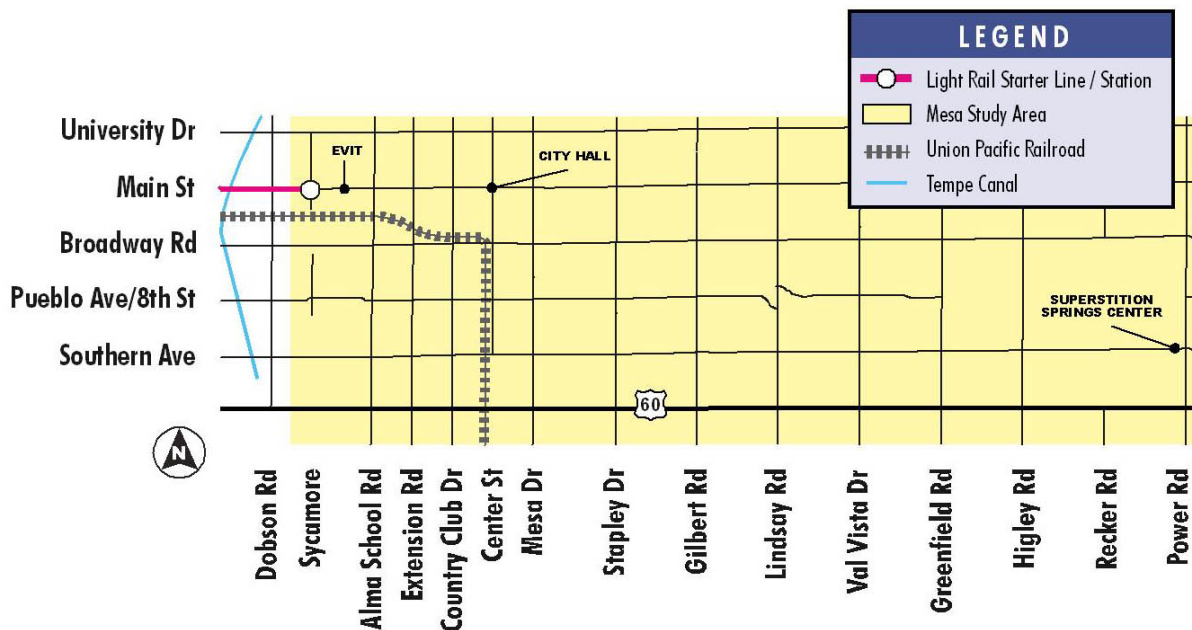 LEGEND
Light Rail Starter Line / Station
Mesa Study Area
Union Pacific Railroad
Tempe Canal
University Dr
EVIT
CITY HALL
Main St
Broadway Rd
Pueblo Ave/8th St
SUPERSTITION
SPRINGS CENTER
Southern Ave
60
N
Dobson Rd
Sycamore
Alma School Rd
Extension Rd
Country Club Dr
Center St
Mesa Dr
Stapley Dr
Gilbert Rd
Lindsay Rd
Val Vista Dr
Greenfield Rd
Higley Rd
Recker Rd
Power Rd